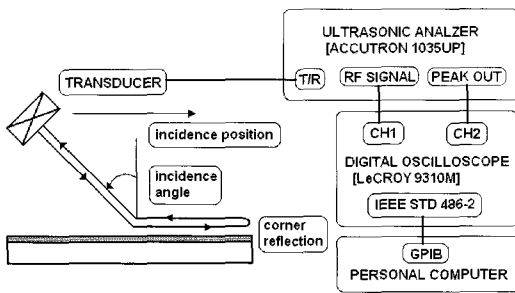 ULTRASONIC ANALZER
[ACCUTRON 1035UP]
TRANSDUCER
T/R
RF SIGNAL
PEAK OUT
incidence position
CH1
CH2
incidence
angle
DIGITAL OSCILLOSCOPE
[LeCROY 9310M]
IEEE STD 486-2
corner
reflection
GPIB
PERSONAL COMPUTER